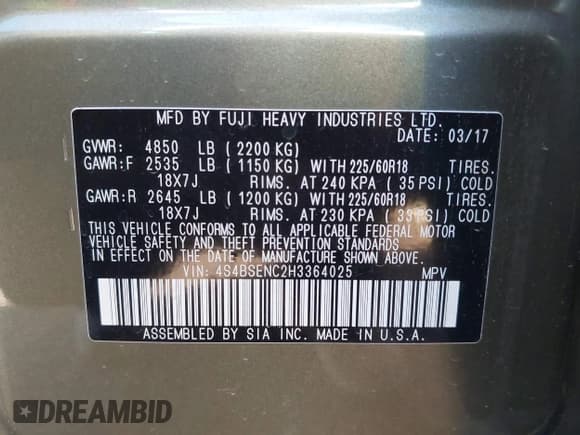 MFD BY FUJI HEAVY INDUSTRIES LTD.
DATE: 03/17
GVWR: 4850 LB (2200 KG)
GAWR:F 2535 LB (1150 KG) WITH 225/60R18 TIRES.
18X7J RIMS. AT 240 KPA (35 PSI) COLD
GAWR:R 2645 LB (1200 KG) WITH 225/60R18 TIRES.
18X7J RIMS. AT 230 KPA (33 PSI) COLD
THIS VEHICLE CONFORMS TO ALL APPLICABLE FEDERAL MOTOR
VEHICLE SAFETY AND THEFT PREVENTION STANDARDS
IN EFFECT ON THE DATE OF MANUFACTURE SHOWN ABOVE.
VIN: 4S4BSENC2H3364025 MPV
ASSEMBLED BY SIA INC. MADE IN U.S.A.
DREAMBID